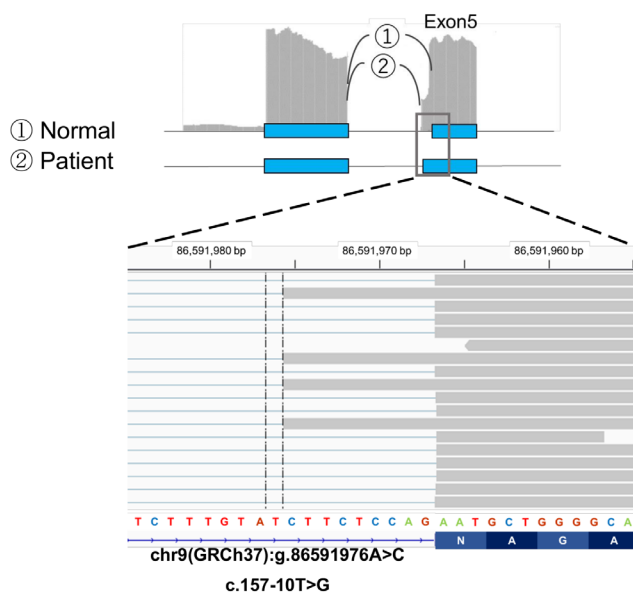 Exon5
①
②
① Normal
② Patient
86,591,980 bp 86,591,970 bp 86,591,960 bp
T C T T T G T A T C T T C T C C A G A A T G C T G G G G C A
N A G A
chr9(GRCh37):g.86591976A>C
c.157-10T>G